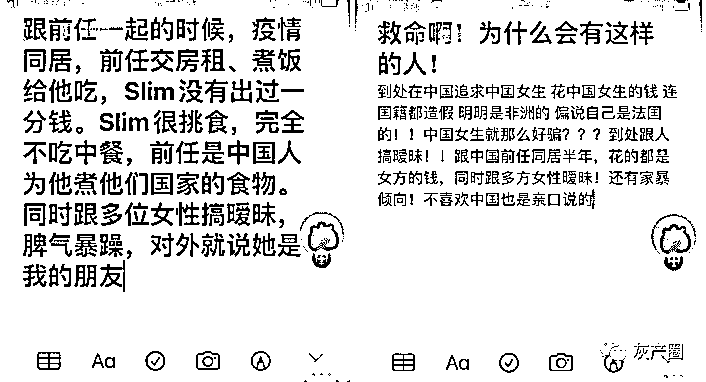 跟前任一起的时候，疫情
同居，前任交房租、煮饭
给他吃，Slim没有出过一
分钱。Slim很挑食，完全
不吃中餐，前任是中国人
为他煮他们国家的食物。
同时跟多位女性搞暧昧，
脾气暴躁，对外就说她是
我的朋友
Aa
救命啊！为什么会有这样
的人！
到处在中国追求中国女生 花中国女生的钱 连
国籍都造假 明明是非洲的 偏说自己是法国
的！！中国女生就那么好骗？？？到处跟人
搞暧昧！！跟中国前任同居半年，花的都是
女方的钱，同时跟多方女性暧昧！还有家暴
倾向！不喜欢中国也是亲口说的
Aa
灰产圈